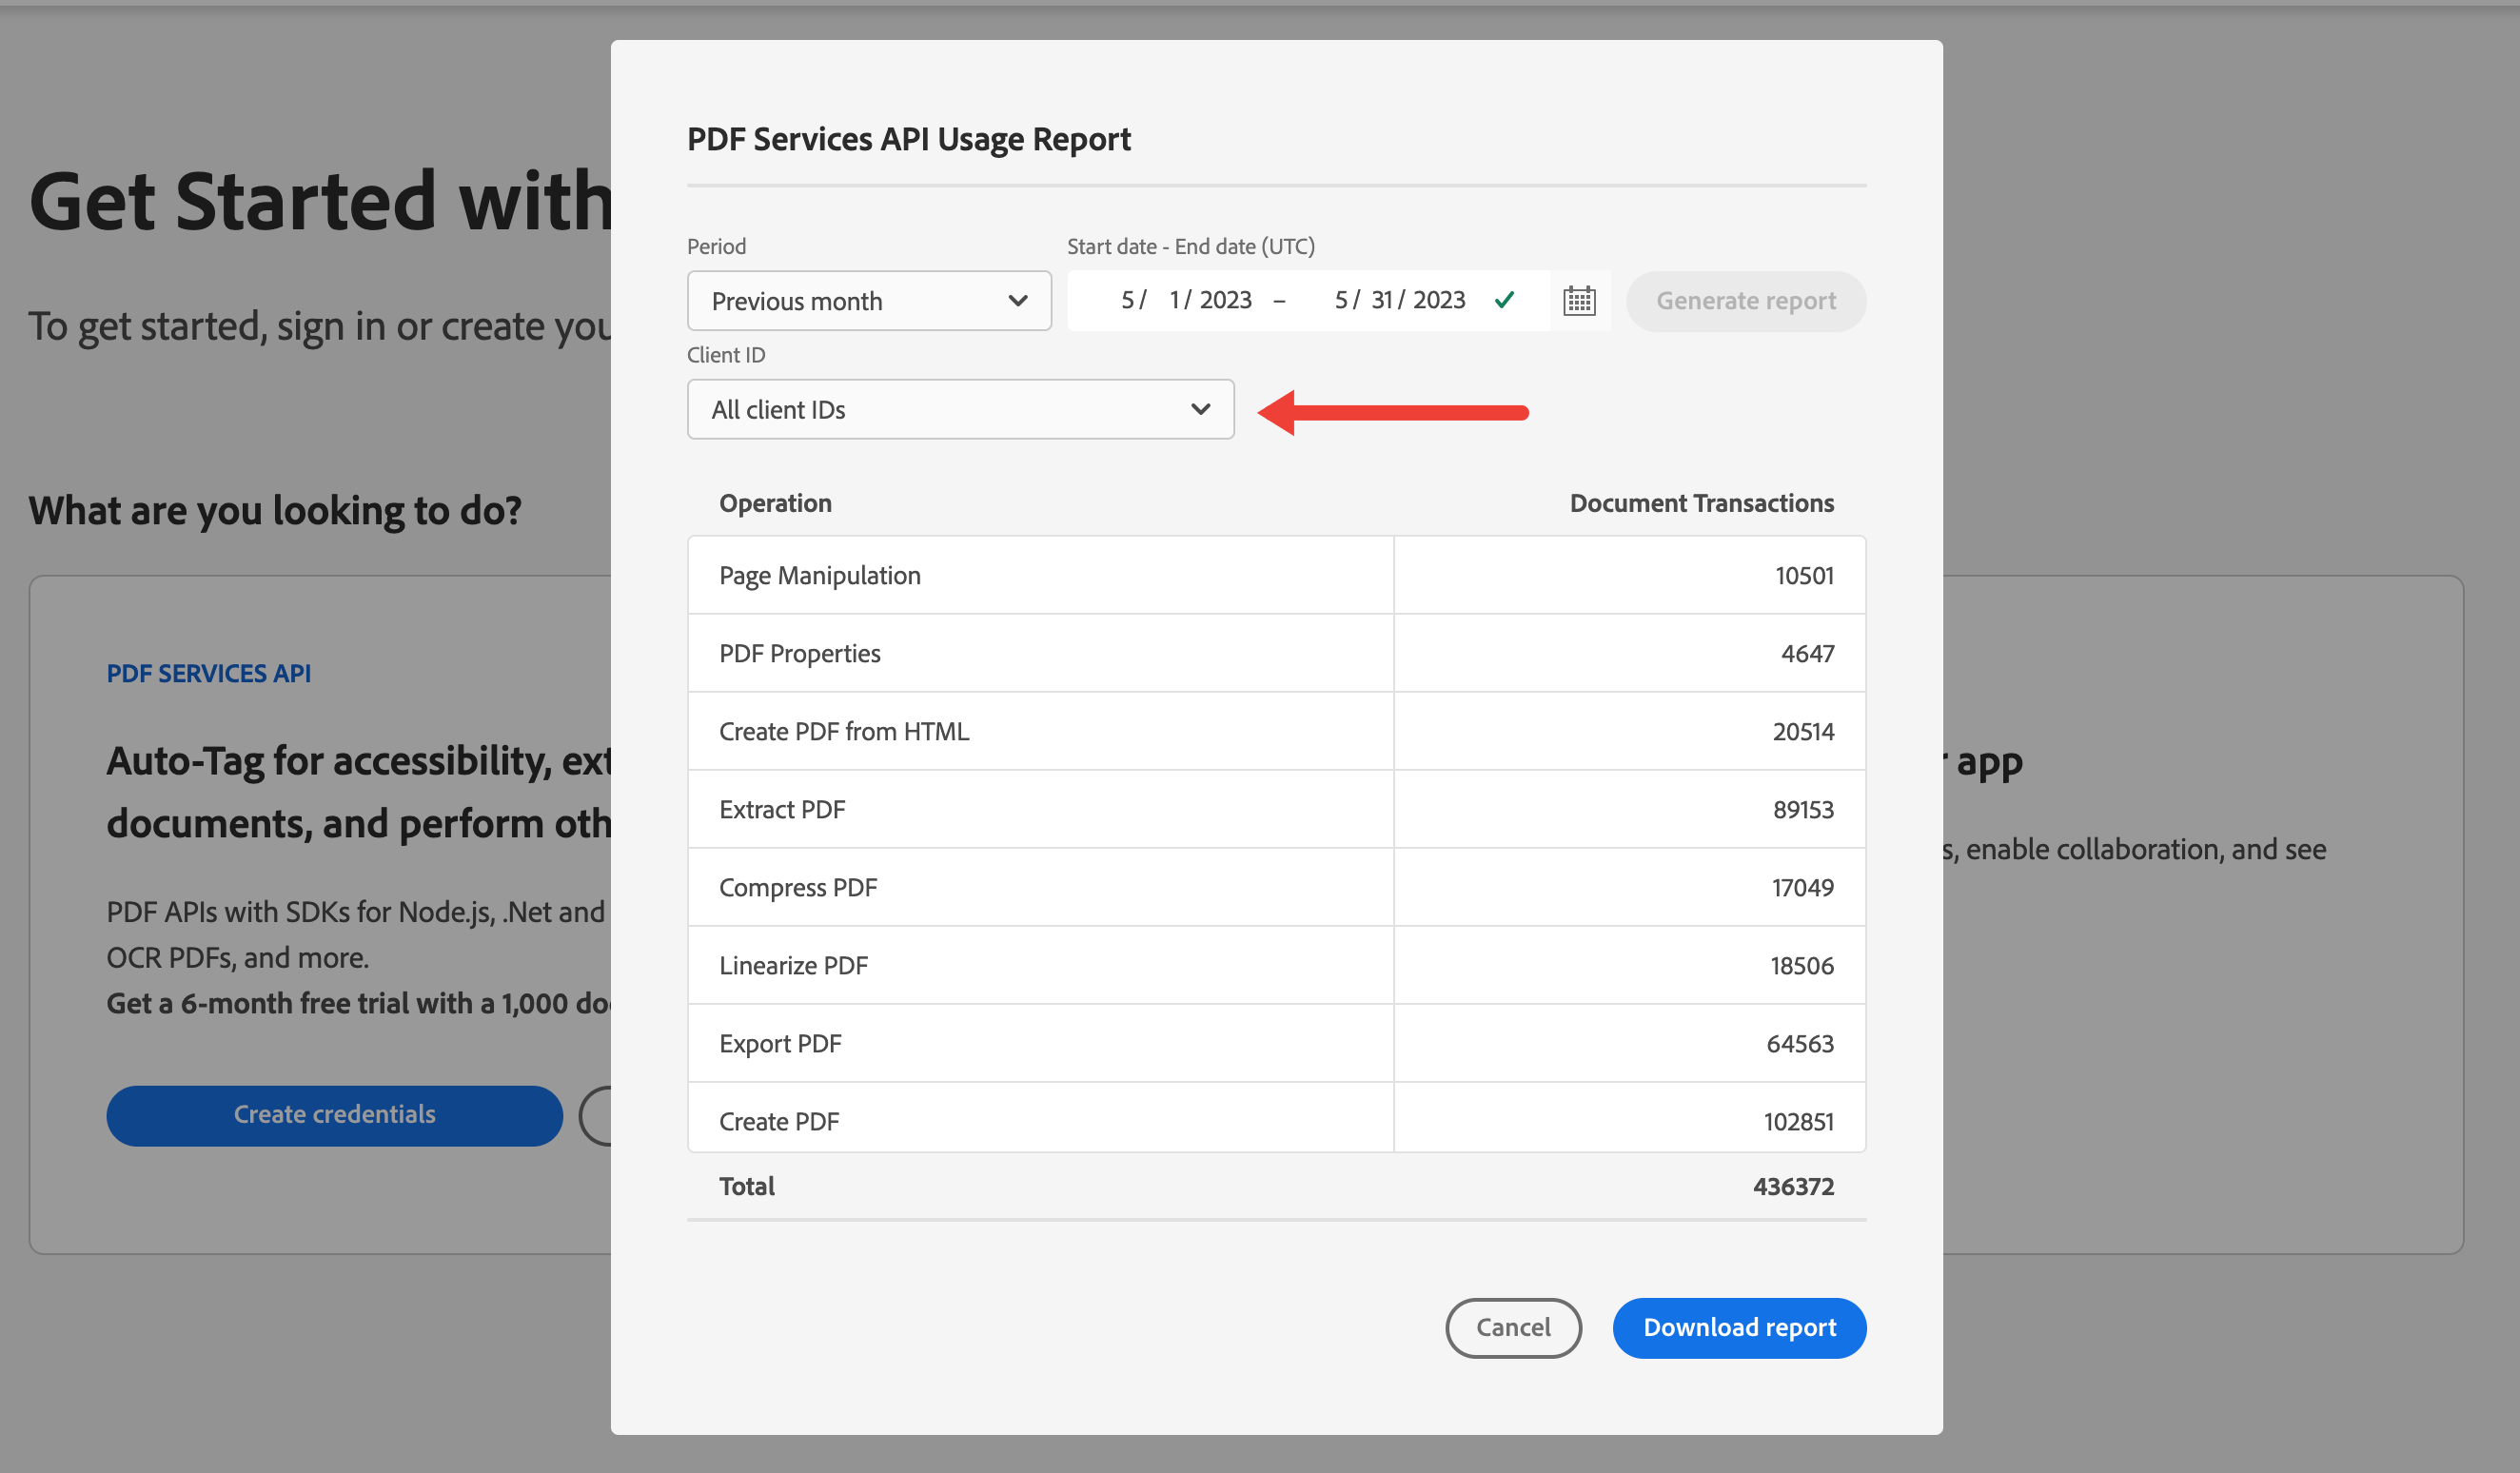 Get Started with
To get started, sign in or create you
What are you looking to do?
PDF SERVICES API
Auto-Tag for accessibility, ext
documents, and perform oth
PDF APIs with SDKs for Node.js, .Net and
OCR PDFs, and more.
Get a 6-month free trial with a 1,000 do
Create credentials
PDF Services API Usage Report
Period
Start date - End date (UTC)
Previous month
5/ 1/ 2023 – 5/ 31/ 2023
Generate report
Client ID
All client IDs
Operation Document Transactions
Page Manipulation 10501
PDF Properties 4647
Create PDF from HTML 20514
Extract PDF 89153
Compress PDF 17049
Linearize PDF 18506
Export PDF 64563
Create PDF 102851
Total 436372
Cancel
Download report
r app
s, enable collaboration, and see